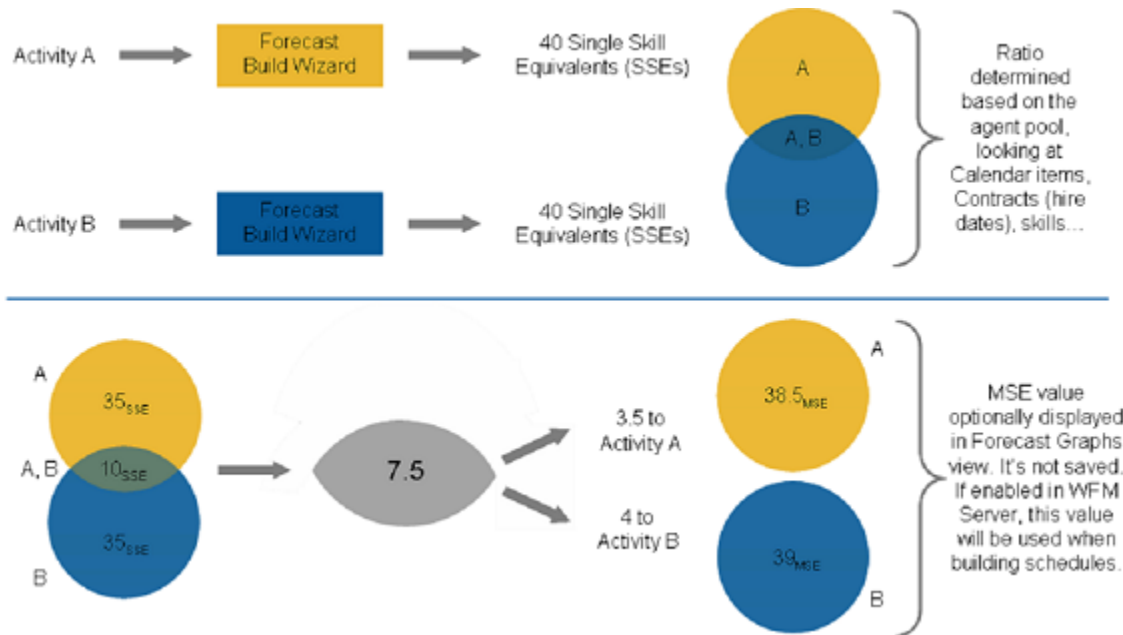 Activity A
Forecast
Build Wizard
40 Single Skill
Equivalents (SSEs)
A
A, B
B
Ratio
determined
based on the
agent pool,
looking at
Calendar items,
Contracts (hire
dates), skills...
Activity B
Forecast
Build Wizard
40 Single Skill
Equivalents (SSEs)
A
35SSE
A, B
10SSE
35SSE
B
7.5
3.5 to
Activity A
4 to
Activity B
A
38.5MSE
39MSE
B
MSE value
optionally displayed
in Forecast Graphs
view. It's not saved.
If enabled in WFM
Server, this value
will be used when
building schedules.